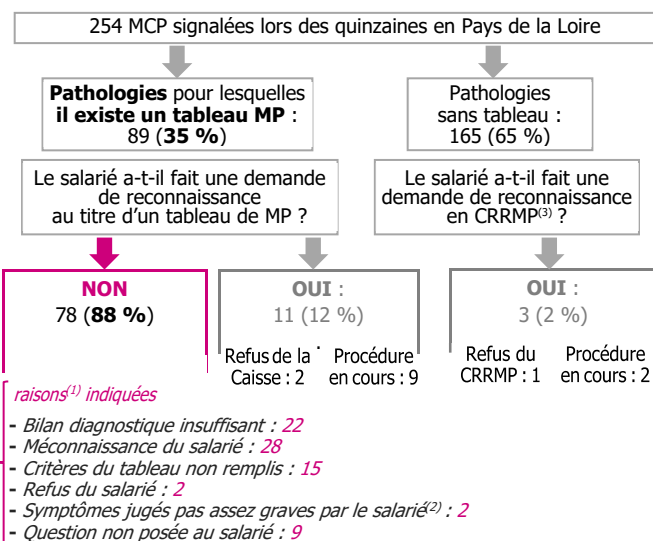 254 MCP signalées lors des quinzaines en Pays de la Loire
Pathologies pour lesquelles
il existe un tableau MP :
89 (35 %)
Pathologies
sans tableau :
165 (65 %)
Le salarié a-t-il fait une demande
de reconnaissance
au titre d'un tableau de MP ?
Le salarié a-t-il fait une
demande de reconnaissance
en CRRMP(3) ?
NON
78 (88 %)
OUI :
11 (12 %)
Refus de la
Caisse : 2
Procédure
en cours : 9
OUI :
3 (2 %)
Refus du
CRRMP : 1
Procédure
en cours : 2
raisons(1) indiquées
- Bilan diagnostique insuffisant : 22
- Méconnaissance du salarié : 28
- Critères du tableau non remplis : 15
- Refus du salarié : 2
- Symptômes jugés pas assez graves par le salarié(2) : 2
- Question non posée au salarié : 9